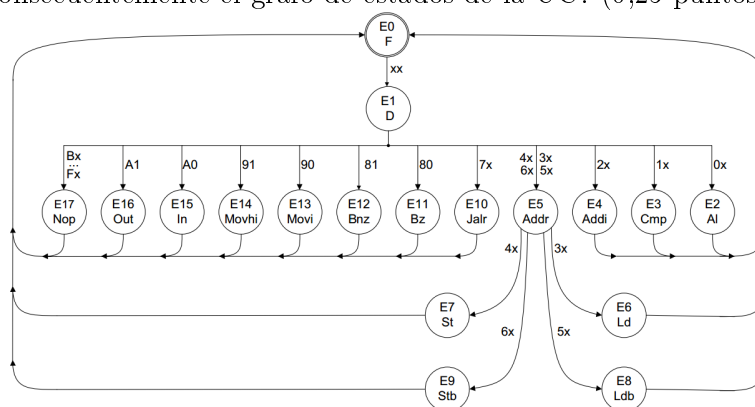 consecuentemente el grafo de estados de la UC? (0,25 puntos
E0
F
xx
E1
D
Bx
...
Fx
A1
A0
91
90
81
80
7x
4x 3x
6x 5x
2x
1x
0x
E17
Nop
E16
Out
E15
In
E14
Movhi
E13
Movi
E12
Bnz
E11
Bz
E10
Jalr
E5
Addr
E4
Addi
E3
Cmp
E2
Al
4x
3x
E7
St
E6
Ld
6x
5x
E9
Stb
E8
Ldb